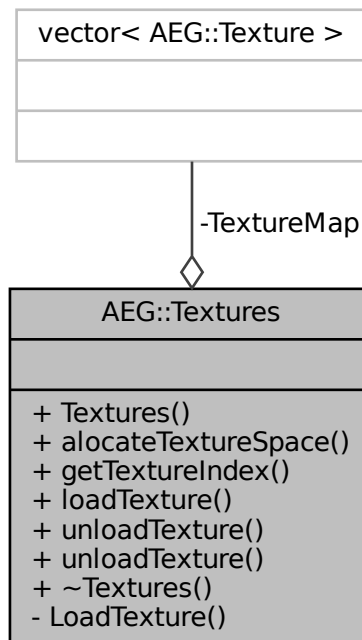 vector< AEG::Texture >
-TextureMap
AEG::Textures
+ Textures()
+ alocateTextureSpace()
+ getTextureIndex()
+ loadTexture()
+ unloadTexture()
+ unloadTexture()
+ ~Textures()
- LoadTexture()